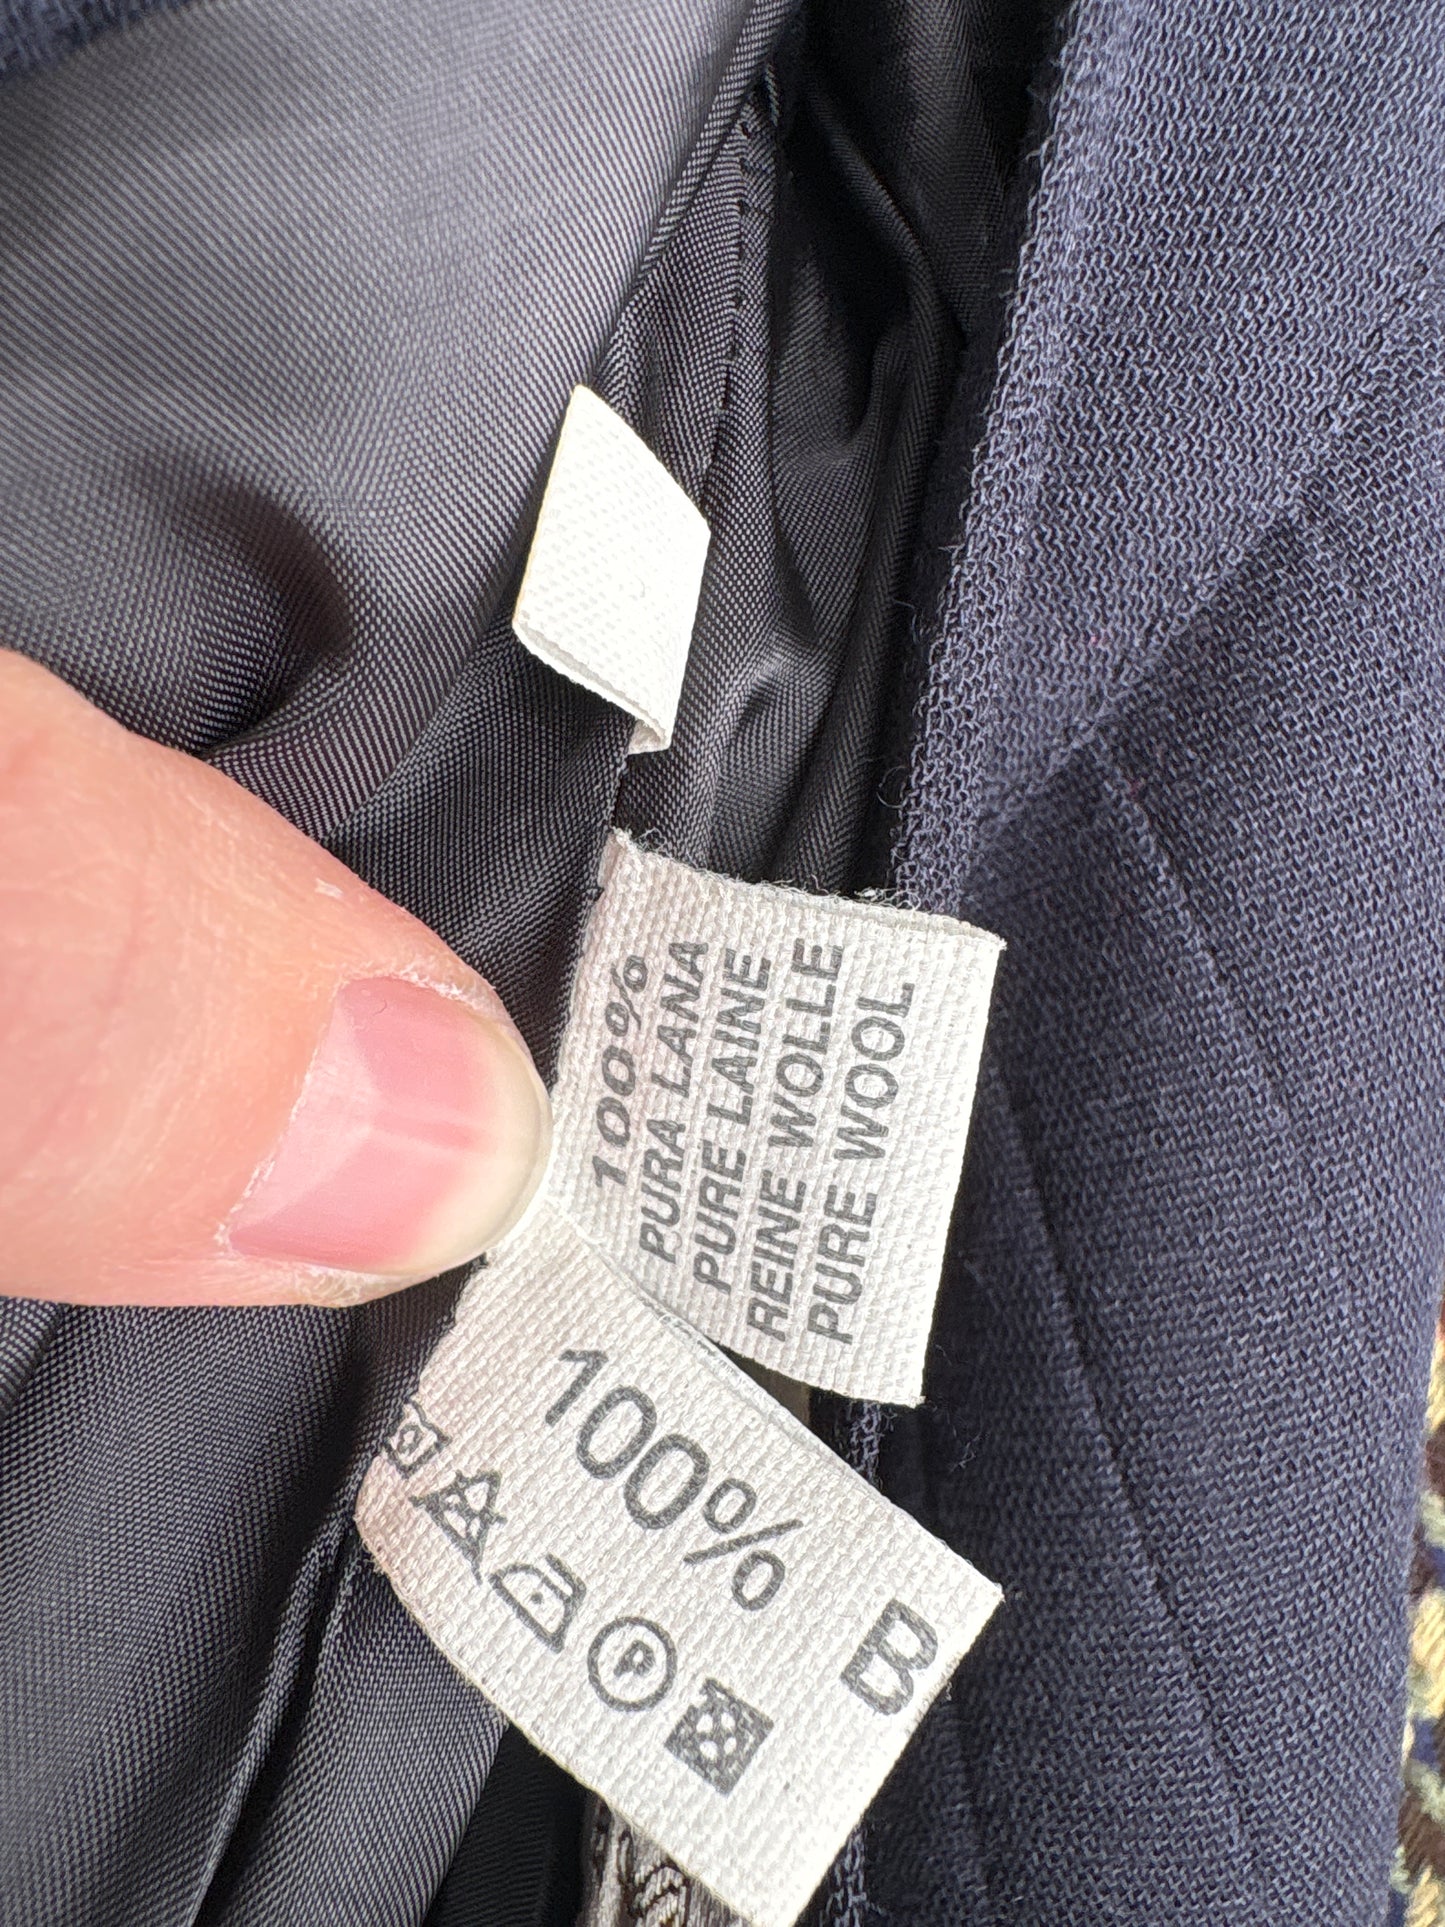 100%
PURA LANA
PURE LAINE
REINE WOLLE
PURE WOOL
100%
P